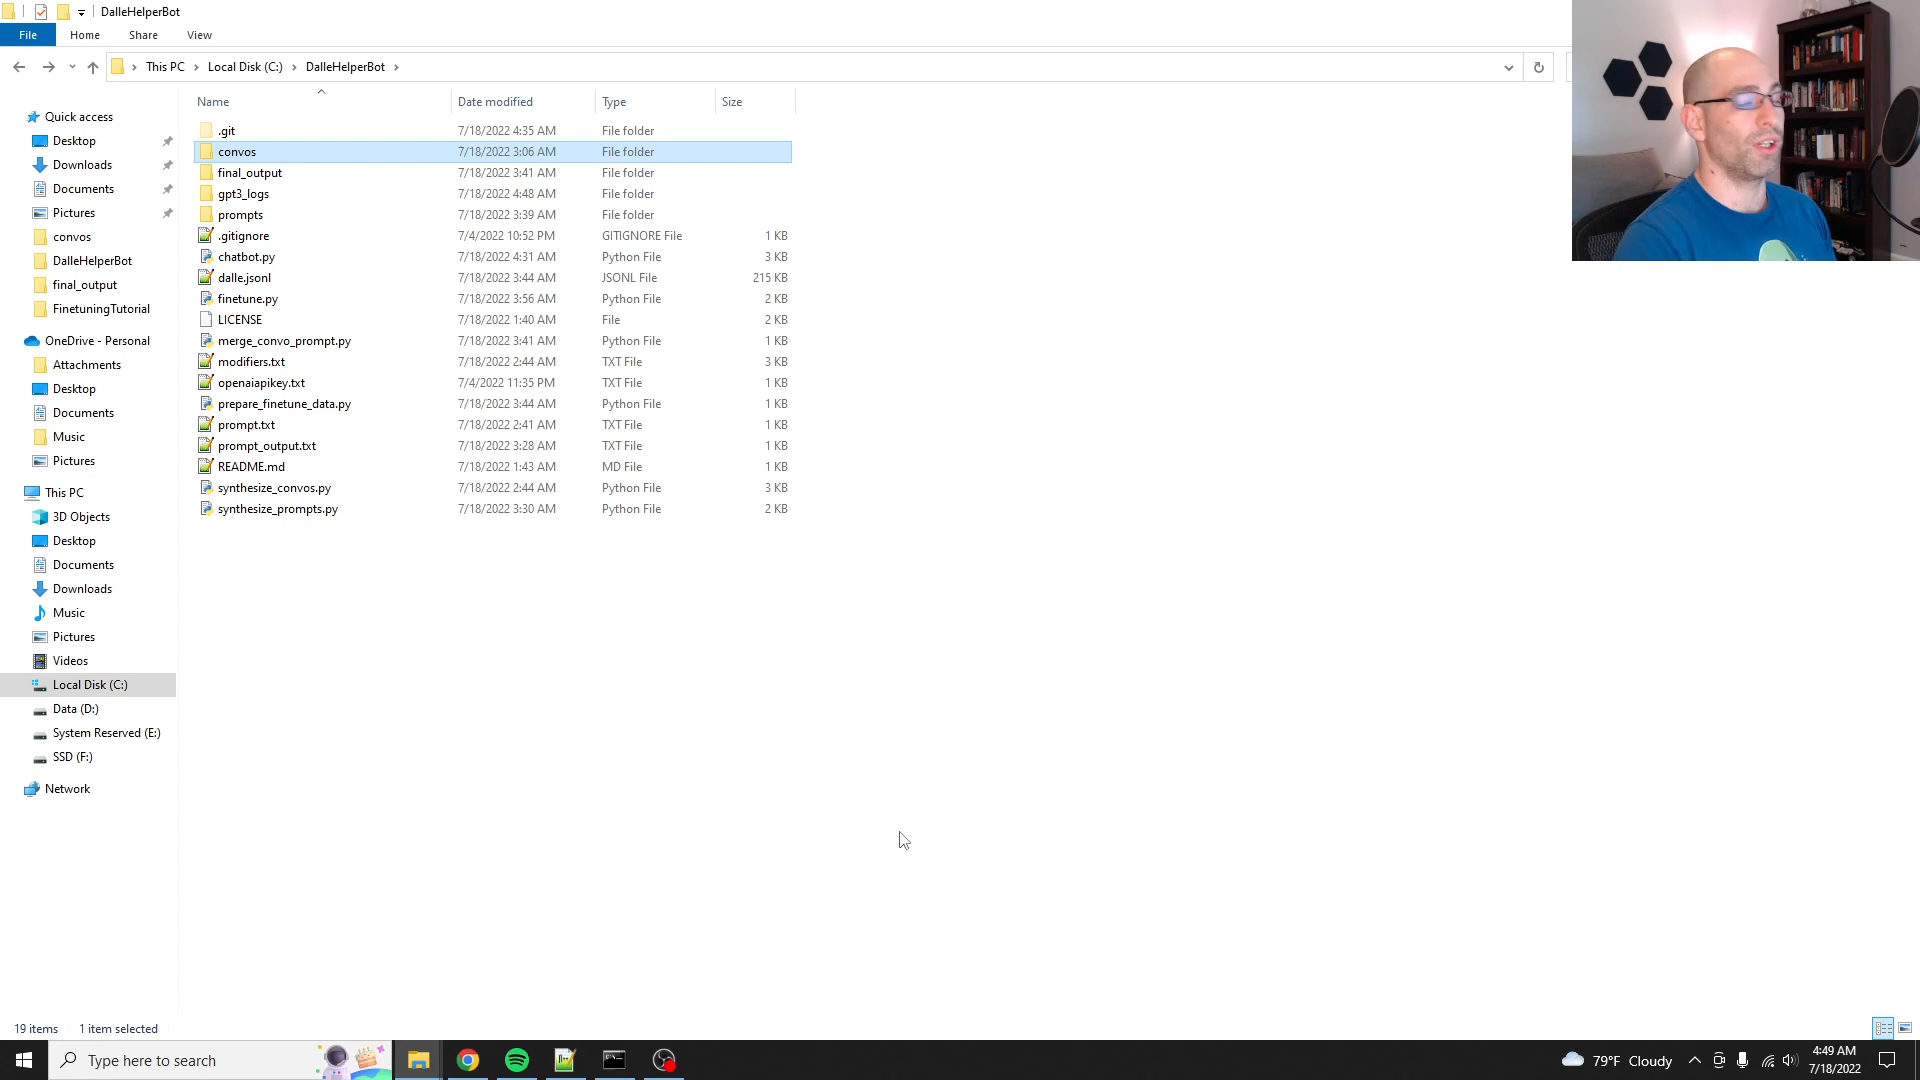 DalleHelperBot
File Home Share View
This PC Local Disk (C:) DalleHelperBot
Name Date modified Type Size
Quick access
Desktop
Downloads
Documents
Pictures
convos
DalleHelperBot
final_output
FinetuningTutorial
OneDrive - Personal
Attachments
Desktop
Documents
Music
Pictures
This PC
3D Objects
Desktop
Documents
Downloads
Music
Pictures
Videos
Local Disk (C:)
Data (D:)
System Reserved (E:)
SSD (F:)
Network
.git 7/18/2022 4:35 AM File folder
convos 7/18/2022 3:06 AM File folder
final_output 7/18/2022 3:41 AM File folder
gpt3_logs 7/18/2022 4:48 AM File folder
prompts 7/18/2022 3:39 AM File folder
.gitignore 7/4/2022 10:52 PM GITIGNORE File 1 KB
chatbot.py 7/18/2022 4:31 AM Python File 3 KB
dalle.jsonl 7/18/2022 3:44 AM JSONL File 215 KB
finetune.py 7/18/2022 3:56 AM Python File 2 KB
LICENSE 7/18/2022 1:40 AM File 2 KB
merge_convo_prompt.py 7/18/2022 3:41 AM Python File 1 KB
modifiers.txt 7/18/2022 2:44 AM TXT File 3 KB
openaiapikey.txt 7/4/2022 11:35 PM TXT File 1 KB
prepare_finetune_data.py 7/18/2022 3:44 AM Python File 1 KB
prompt.txt 7/18/2022 2:41 AM TXT File 1 KB
prompt_output.txt 7/18/2022 3:28 AM TXT File 1 KB
README.md 7/18/2022 1:43 AM MD File 1 KB
synthesize_convos.py 7/18/2022 2:44 AM Python File 3 KB
synthesize_prompts.py 7/18/2022 3:30 AM Python File 2 KB
19 items 1 item selected
Type here to search
79°F Cloudy
4:49 AM
7/18/2022